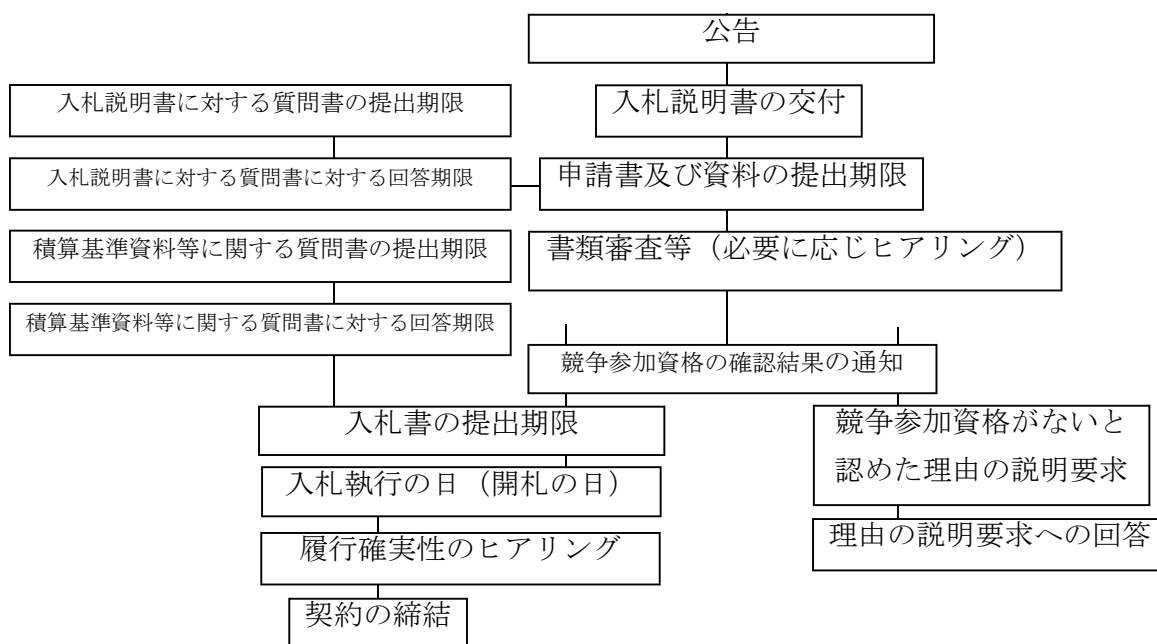 公告
入札説明書に対する質問書の提出期限
入札説明書の交付
入札説明書に対する質問書に対する回答期限
申請書及び資料の提出期限
積算基準資料等に関する質問書の提出期限
書類審査等（必要に応じヒアリング）
積算基準資料等に関する質問書に対する回答期限
競争参加資格の確認結果の通知
入札書の提出期限
競争参加資格がないと
認めた理由の説明要求
入札執行の日（開札の日）
理由の説明要求への回答
履行確実性のヒアリング
契約の締結